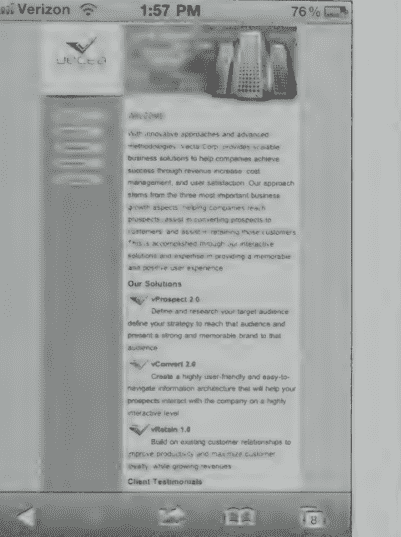 Verizon 1:57 PM 76%
vecta
WELCOME
With innovative approaches and advanced
methodologies, Vecta Corp. provides scalable
business solutions to help companies achieve
success through revenue increase, cost
management, and user satisfaction. Our approach
stems from the three most important business
growth aspects: helping companies reach
prospects, assist in converting prospects to
customers, and assist in retaining those customers.
This is accomplished through our interactive
solutions and expertise in providing a memorable
and positive user experience.
Our Solutions
vProspect 2.0
Define and research your target audience
define your strategy to reach that audience and
present a strong and memorable brand to that
audience.
vConvert 2.0
Create a highly user-friendly and easy-to-
navigate information architecture that will help your
prospects interact with the company on a highly
interactive level.
vRetain 1.0
Build on existing customer relationships to
improve productivity and maximize customer
loyalty, while growing revenues.
Client Testimonials
8